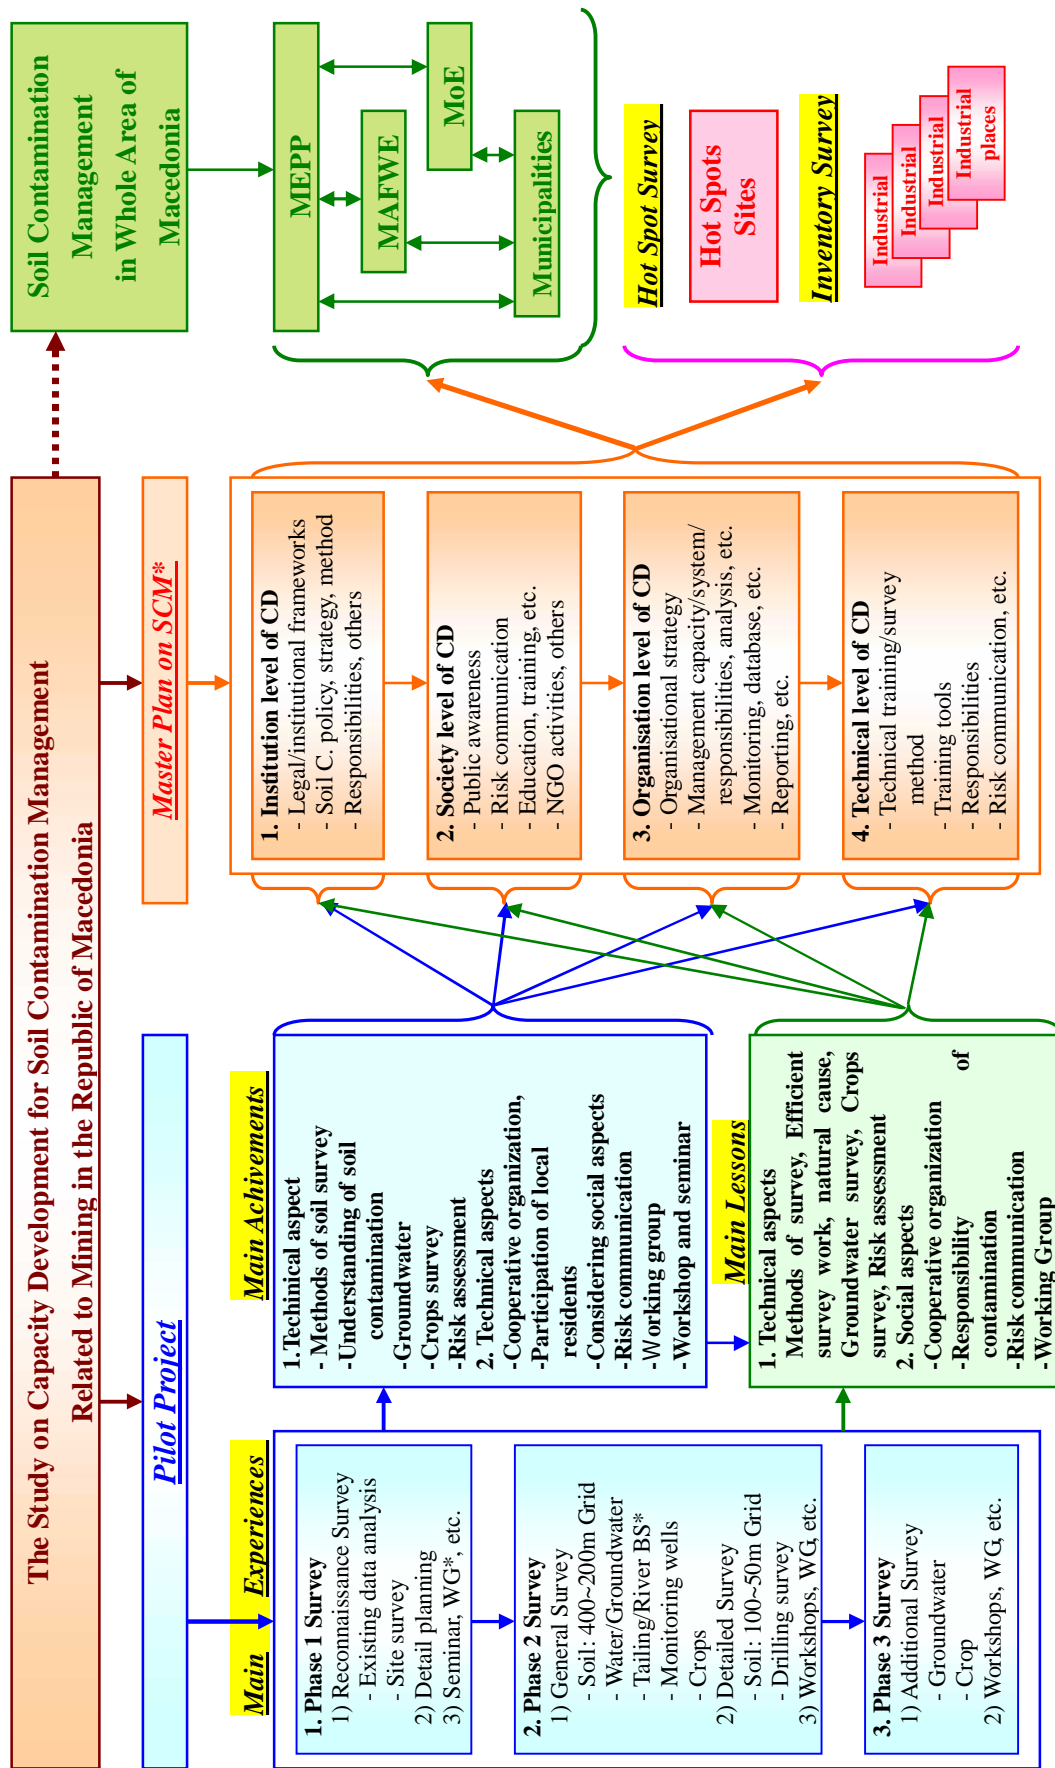 The Study on Capacity Development for Soil Contamination Management
Related to Mining in the Republic of Macedonia
Pilot Project
Main Experiences
1. Phase 1 Survey
1) Reconnaissance Survey
- Existing data analysis
- Site survey
2) Detail planning
3) Seminar, WG*, etc.
2. Phase 2 Survey
1) General Survey
- Soil: 400~200m Grid
- Water/Groundwater
- Tailing/River BS*
- Monitoring wells
- Crops
2) Detailed Survey
- Soil: 100~50m Grid
- Drilling survey
3) Workshops, WG, etc.
3. Phase 3 Survey
1) Additional Survey
- Groundwater
- Crop
2) Workshops, WG, etc.
Main Achivements
1.Techinical aspect
- Methods of soil survey
-Understanding of soil
contamination
-Groundwater
-Crops survey
-Risk assessment
2. Technical aspects
-Cooperative organization,
-Participation of local
residents
-Considering social aspects
-Risk communication
-Working group
-Workshop and seminar
Main Lessons
1. Technical aspects
Methods of survey, Efficient
survey work, natural cause,
Groundwater survey, Crops
survey, Risk assessment
2. Social aspects
-Cooperative organization
-Responsibility of
contamination
-Risk communication
-Working Group
Master Plan on SCM*
1. Institution level of CD
- Legal/institutional frameworks
- Soil C. policy, strategy, method
- Responsibilities, others
2. Society level of CD
- Public awareness
- Risk communication
- Education, training, etc.
- NGO activities, others
3. Organisation level of CD
- Organisational strategy
- Management capacity/system/
responsibilities, analysis, etc.
- Monitoring, database, etc.
- Reporting, etc.
4. Technical level of CD
- Technical training/survey
method
- Training tools
- Responsibilities
- Risk communication, etc.
Soil Contamination
Management
in Whole Area of
Macedonia
MEPP
MAFWE
MoE
Municipalities
Hot Spot Survey
Hot Spots
Sites
Inventory Survey
Industrial
Industrial
Industrial
Industrial
places